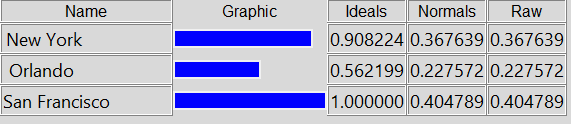 Name Graphic Ideals Normals Raw
New York 0.908224 0.367639 0.367639
Orlando 0.562199 0.227572 0.227572
San Francisco 1.000000 0.404789 0.404789